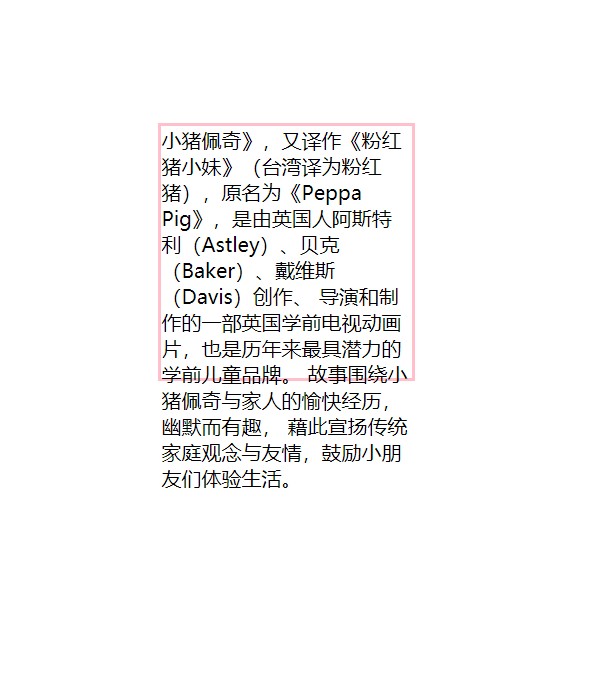 小猪佩奇》，又译作《粉红
猪小妹》（台湾译为粉红
猪），原名为《Peppa
Pig》，是由英国人阿斯特
利（Astley）、贝克
（Baker）、戴维斯
（Davis）创作、 导演和制
作的一部英国学前电视动画
片，也是历年来最具潜力的
学前儿童品牌。 故事围绕小
猪佩奇与家人的愉快经历，
幽默而有趣， 藉此宣扬传统
家庭观念与友情，鼓励小朋
友们体验生活。